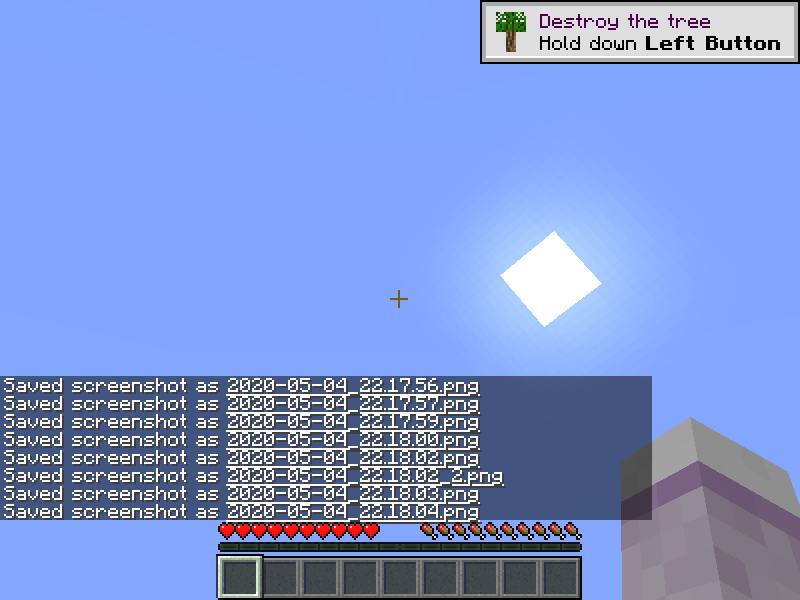 Destroy the tree
Hold down Left Button
Saved screenshot as 2020-05-04_22.17.56.png
Saved screenshot as 2020-05-04_22.17.57.png
Saved screenshot as 2020-05-04_22.17.59.png
Saved screenshot as 2020-05-04_22.18.00.png
Saved screenshot as 2020-05-04_22.18.02.png
Saved screenshot as 2020-05-04_22.18.02_2.png
Saved screenshot as 2020-05-04_22.18.03.png
Saved screenshot as 2020-05-04_22.18.04.png